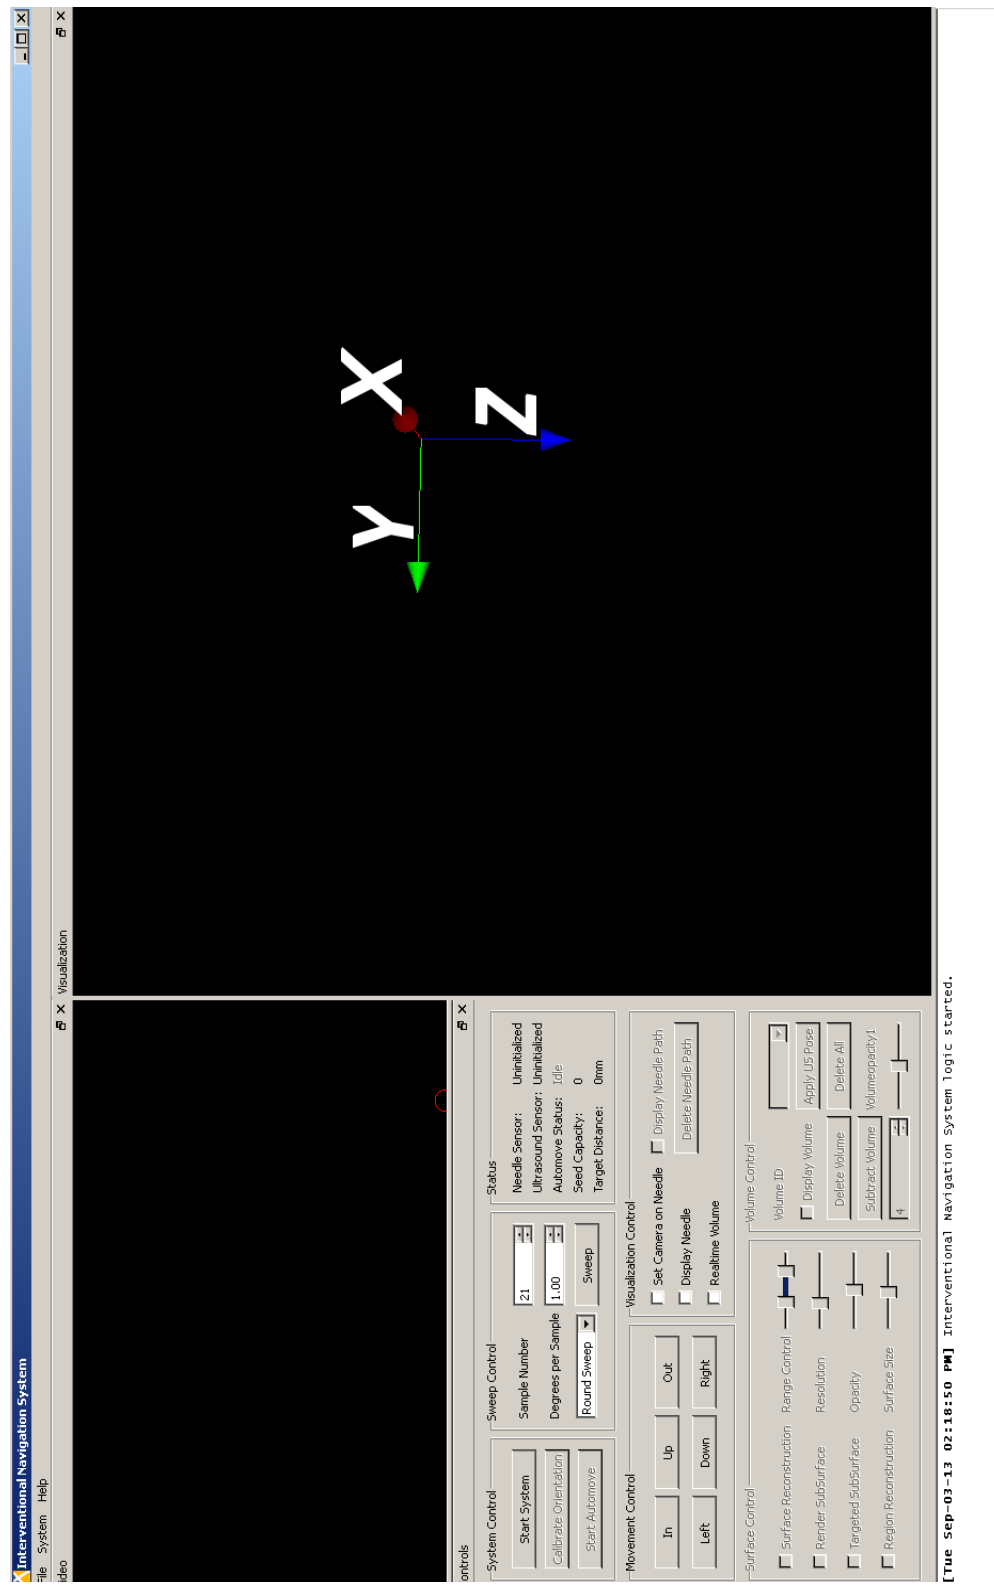 Interventional Navigation System
File System Help
ideo
Visualization
X
Y
Z
ontrols
System Control
Start System
Calibrate Orientation
Start Automove
Sweep Control
Sample Number 21
Degrees per Sample 1.00
Round Sweep Sweep
Status
Needle Sensor: Uninitialized
Ultrasound Sensor: Uninitialized
Automove Status: Idle
Seed Capacity: 0
Target Distance: 0mm
Movement Control
In Up Out
Left Down Right
Visualization Control
Set Camera on Needle Display Needle Path
Display Needle Delete Needle Path
Realtime Volume
Surface Control
Surface Reconstruction Range Control
Render SubSurface Resolution
Targeted SubSurface Opacity
Region Reconstruction Surface Size
Volume Control
Volume ID
Display Volume Apply US Pose
Delete Volume Delete All
Subtract Volume Volumeopacity1
4
[Tue Sep-03-13 02:18:50 PM] Interventional Navigation System logic started.